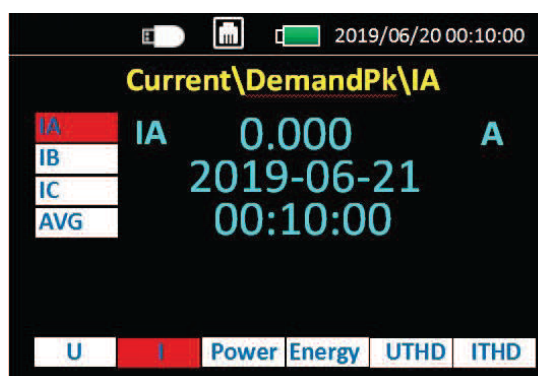 2019/06/20 00:10:00
Current\DemandPk\IA
IA
IA 0.000 A
IB
2019-06-21
IC
00:10:00
AVG
U I Power Energy UTHD ITHD